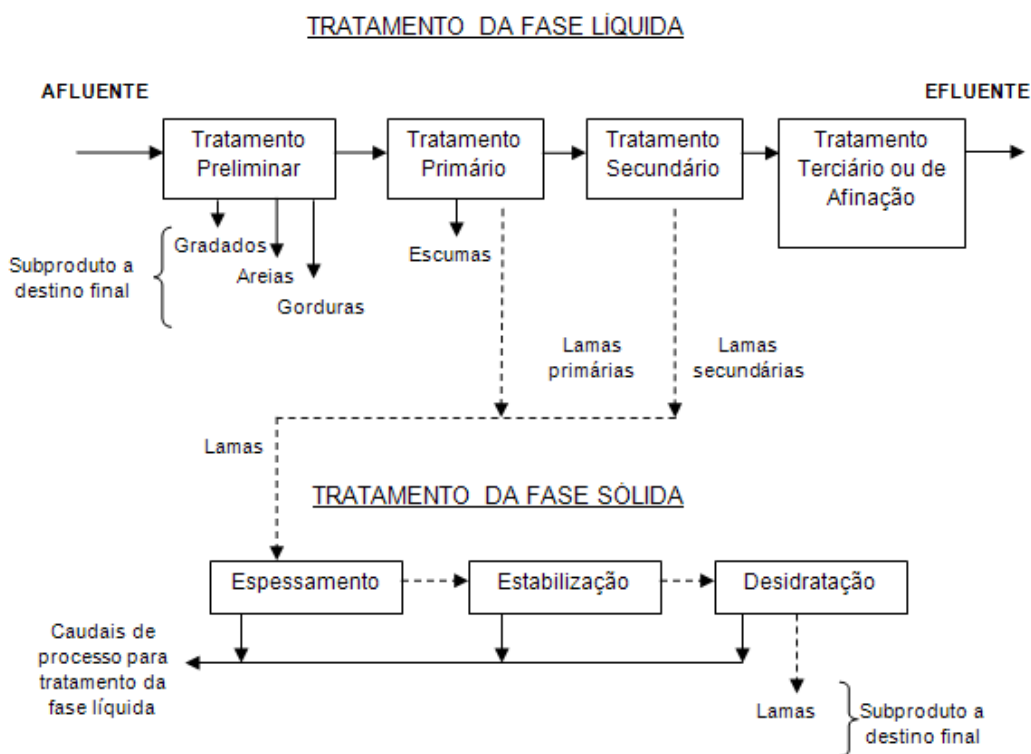 TRATAMENTO DA FASE LÍQUIDA
AFLUENTE
EFLUENTE
Tratamento
Preliminar
Tratamento
Primário
Tratamento
Secundário
Tratamento
Terciário ou de
Afinação
Gradados
Areias
Gorduras
Subproduto a
destino final
Escumas
Lamas
primárias
Lamas
secundárias
Lamas
TRATAMENTO DA FASE SÓLIDA
Espessamento
Estabilização
Desidratação
Caudais de
processo para
tratamento da
fase líquida
Lamas
Subproduto a
destino final